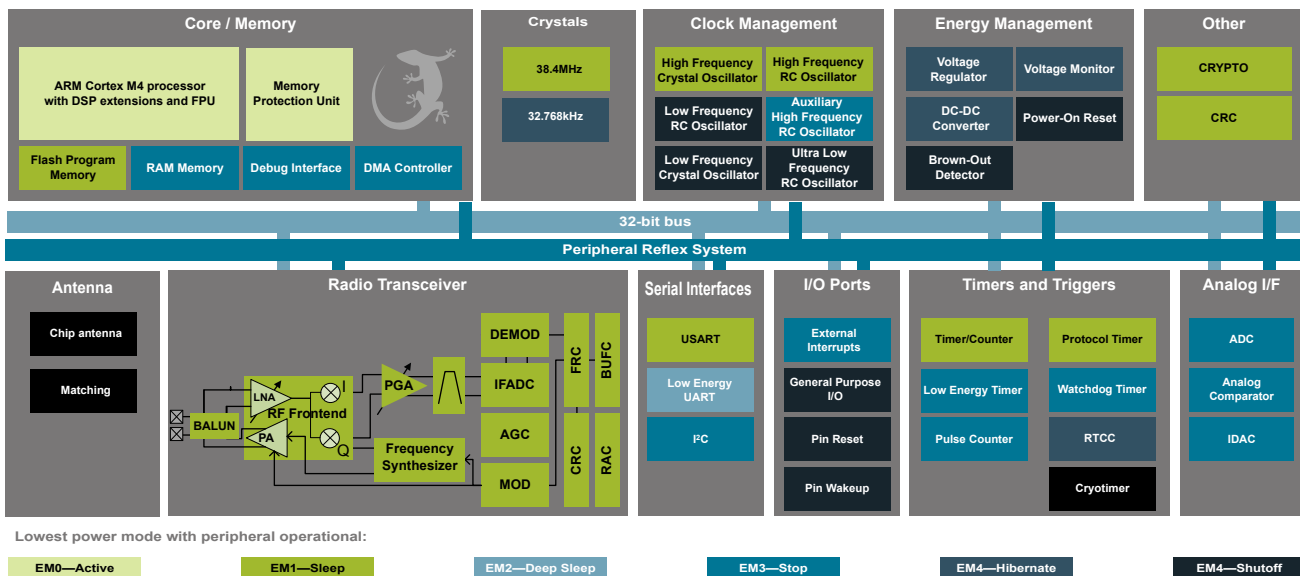 Core / Memory
ARM Cortex M4 processor
with DSP extensions and FPU
Memory
Protection Unit
Flash Program
Memory
RAM Memory
Debug Interface
DMA Controller
Crystals
38.4MHz
32.768kHz
Clock Management
High Frequency
Crystal Oscillator
High Frequency
RC Oscillator
Low Frequency
RC Oscillator
Auxiliary
High Frequency
RC Oscillator
Low Frequency
Crystal Oscillator
Ultra Low
Frequency
RC Oscillator
Energy Management
Voltage
Regulator
Voltage Monitor
DC-DC
Converter
Power-On Reset
Brown-Out
Detector
Other
CRYPTO
CRC
32-bit bus
Peripheral Reflex System
Antenna
Chip antenna
Matching
Radio Transceiver
BALUN
LNA
RF Frontend
PA
I
Q
PGA
Frequency
Synthesizer
DEMOD
IFADC
AGC
MOD
FRC
BUFC
CRC
RAC
Serial Interfaces
USART
Low Energy
UART
I²C
I/O Ports
External
Interrupts
General Purpose
I/O
Pin Reset
Pin Wakeup
Timers and Triggers
Timer/Counter
Protocol Timer
Low Energy Timer
Watchdog Timer
Pulse Counter
RTCC
Cryotimer
Analog I/F
ADC
Analog
Comparator
IDAC
Lowest power mode with peripheral operational:
EM0—Active
EM1—Sleep
EM2—Deep Sleep
EM3—Stop
EM4—Hibernate
EM4—Shutoff